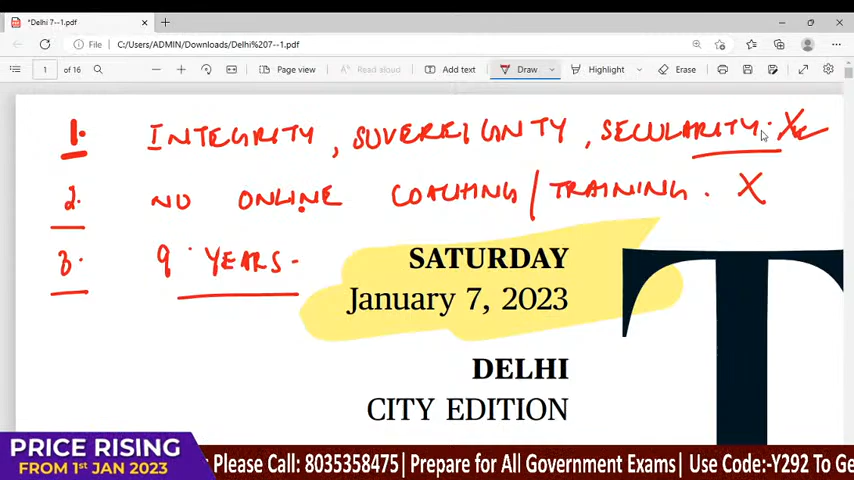 *Delhi 7--1.pdf
File
C:/Users/ADMIN/Downloads/Delhi%207--1.pdf
1 of 16
Page view
Read aloud
Add text
Draw
Highlight
Erase
1. INTEGRITY, SUVEREIGNTY, SECULARITY. X
2. NO ONLINE COACHING/TRAINING. X
3. 9 YEARS.
SATURDAY
January 7, 2023
T
DELHI
CITY EDITION
PRICE RISING
FROM 1ST JAN 2023
Please Call: 8035358475| Prepare for All Government Exams| Use Code:-Y292 To Ge